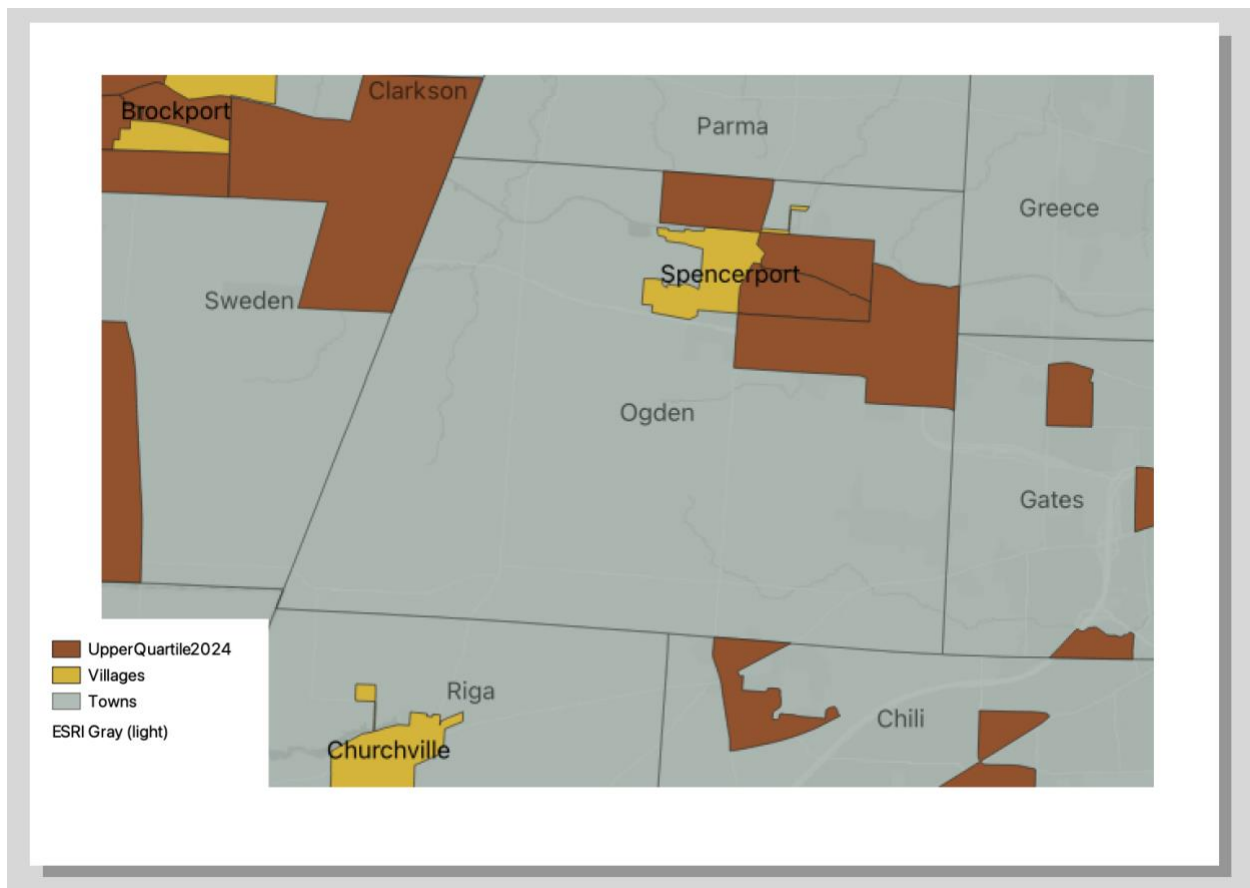 Clarkson
Brockport
Parma
Greece
Spencerport
Sweden
Ogden
Gates
UpperQuartile2024
Villages
Towns
ESRI Gray (light)
Riga
Chili
Churchville